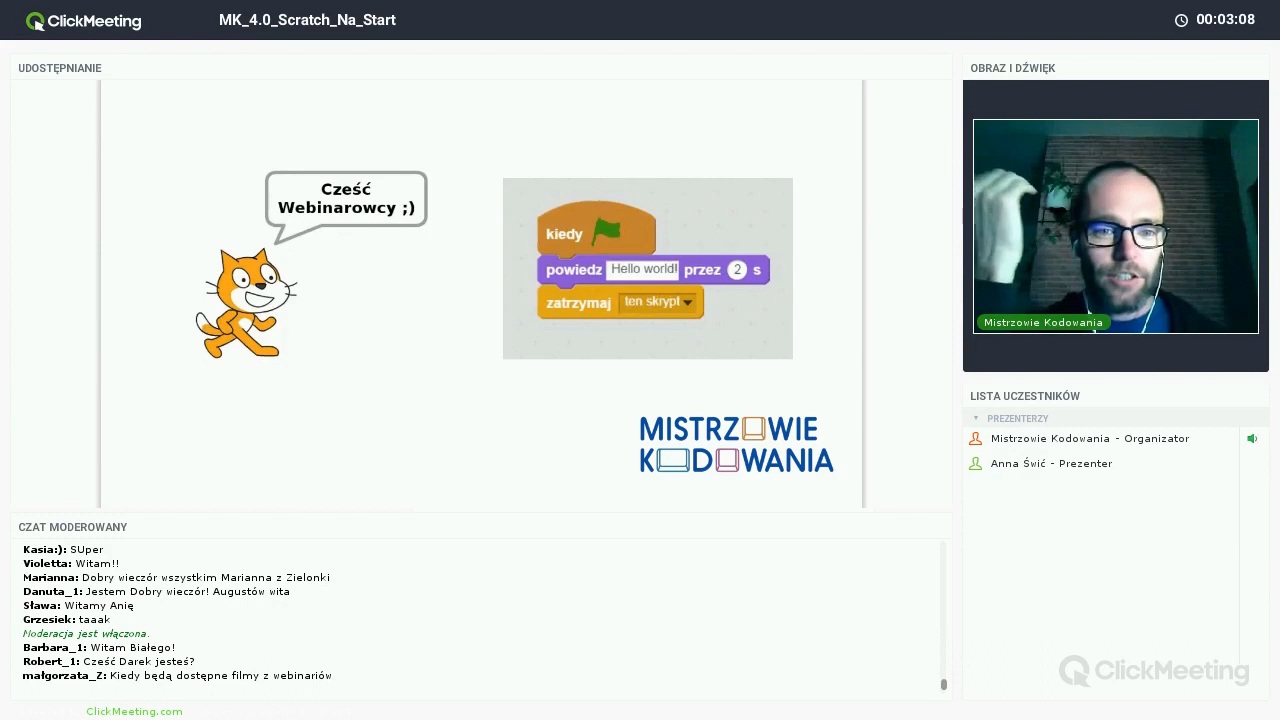 ClickMeeting
MK_4.0_Scratch_Na_Start
00:03:08
UDOSTĘPNIANIE
Cześć
Webinarowcy ;)
kiedy
powiedz Hello world! przez 2 s
zatrzymaj ten skrypt
MISTRZOWIE
KODOWANIA
OBRAZ I DŹWIĘK
Mistrzowie Kodowania
LISTA UCZESTNIKÓW
PREZENTERZY
Mistrzowie Kodowania - Organizator
Anna Świć - Prezenter
CZAT MODEROWANY
Kasia:): SUper
Violetta: Witam!!
Marianna: Dobry wieczór wszystkim Marianna z Zielonki
Danuta_1: Jestem Dobry wieczór! Augustów wita
Sława: Witamy Anię
Grzesiek: taaak
Moderacja jest włączona.
Barbara_1: Witam Białego!
Robert_1: Cześć Darek jesteś?
małgorzata_Z: Kiedy będą dostępne filmy z webinariów
ClickMeeting
ClickMeeting.com